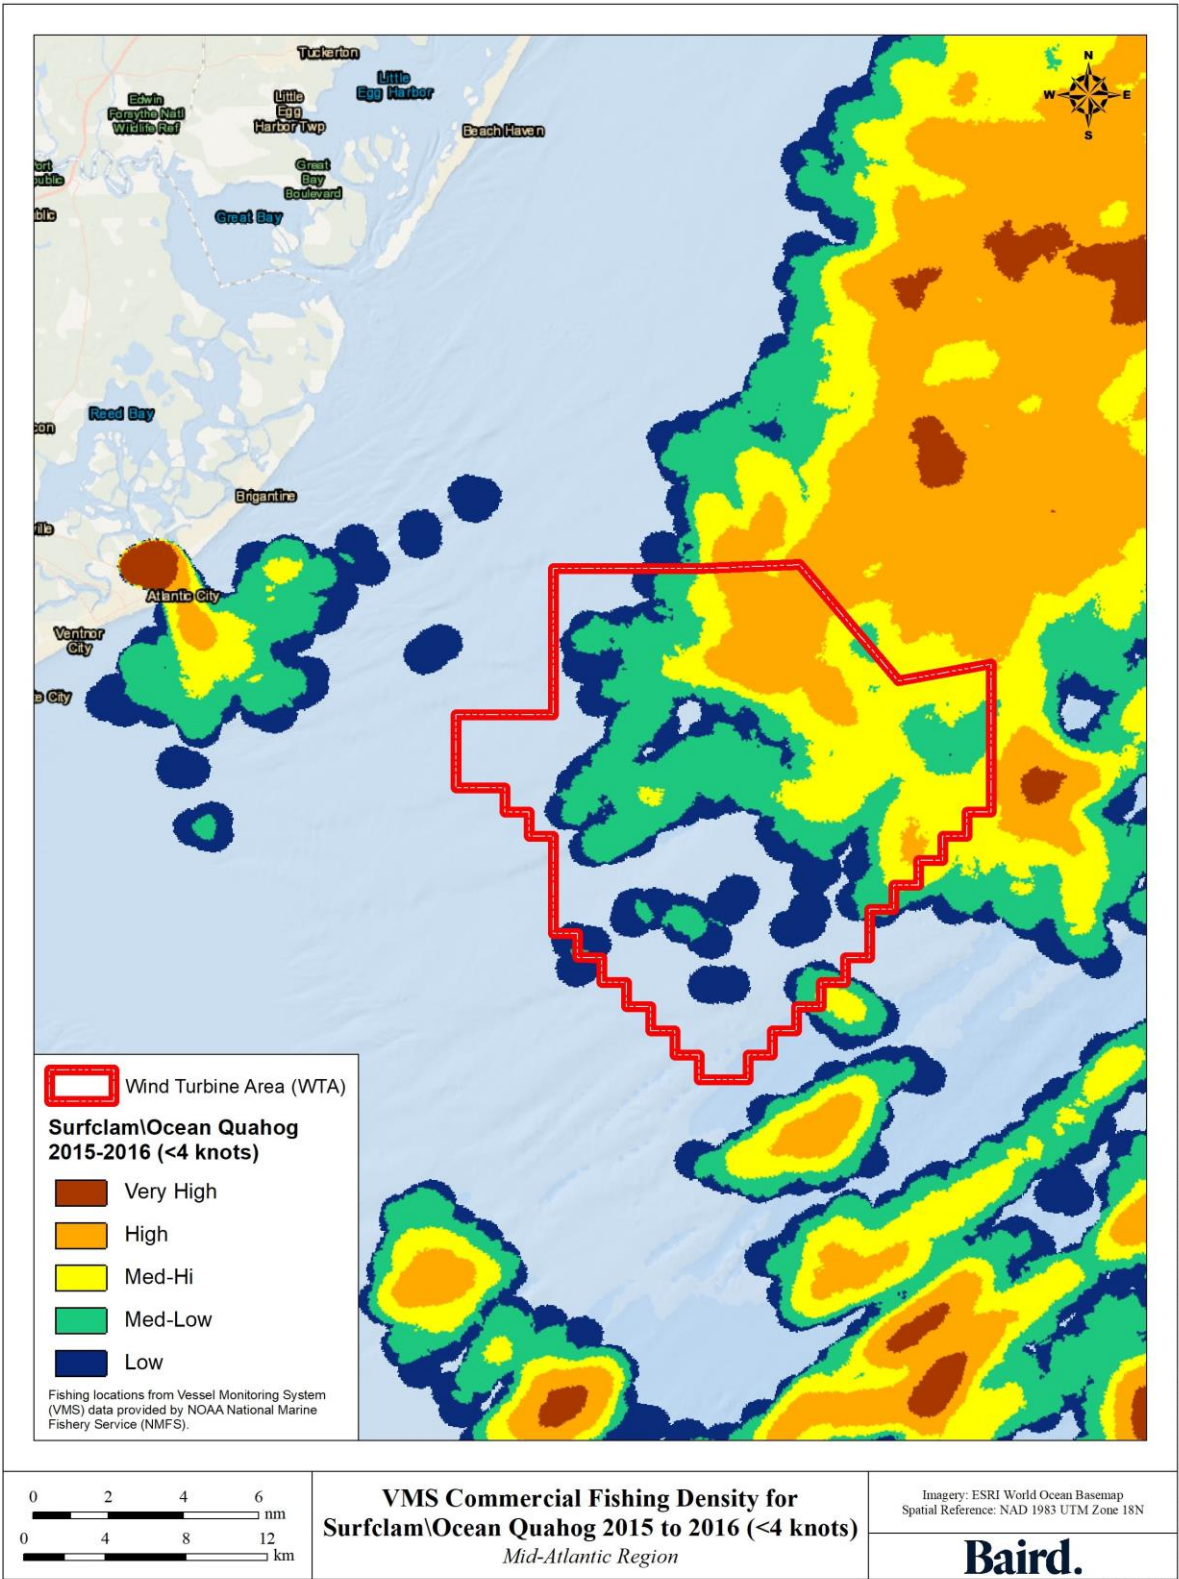 Tuckerton
Little
Egg Harbor
Edwin
Forsythe Natl
Wildlife Ref
Little
Egg
Harbor Twp
Beach Haven
N
W E
S
Great
Bay
Boulevard
Great Bay
Reed Bay
Brigantine
Atlantic City
Ventnor
City
Wind Turbine Area (WTA)
Surfclam\Ocean Quahog
2015-2016 (<4 knots)
Very High
High
Med-Hi
Med-Low
Low
Fishing locations from Vessel Monitoring System
(VMS) data provided by NOAA National Marine
Fishery Service (NMFS).
0 2 4 6
nm
0 4 8 12
km
VMS Commercial Fishing Density for
Surfclam\Ocean Quahog 2015 to 2016 (<4 knots)
Mid-Atlantic Region
Imagery: ESRI World Ocean Basemap
Spatial Reference: NAD 1983 UTM Zone 18N
Baird.